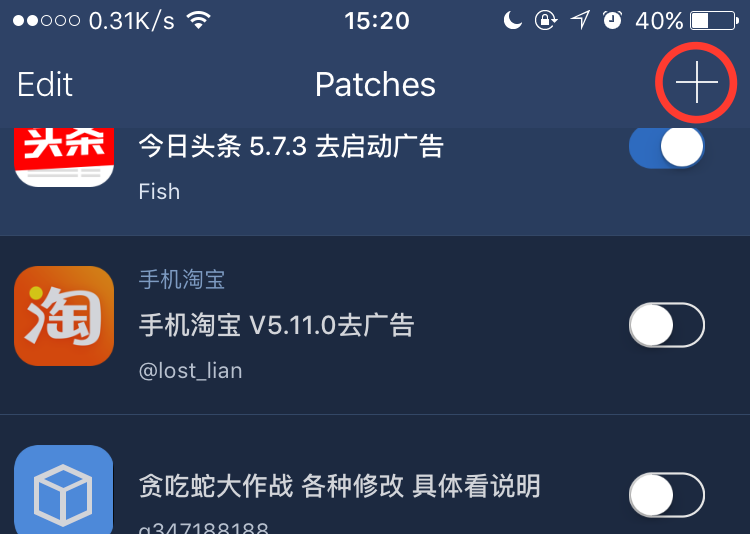 0.31K/s 15:20 40%
Edit Patches
头条
今日头条 5.7.3 去启动广告
Fish
手机淘宝
淘
手机淘宝 V5.11.0去广告
@lost_lian
贪吃蛇大作战 各种修改 具体看说明
q347188188